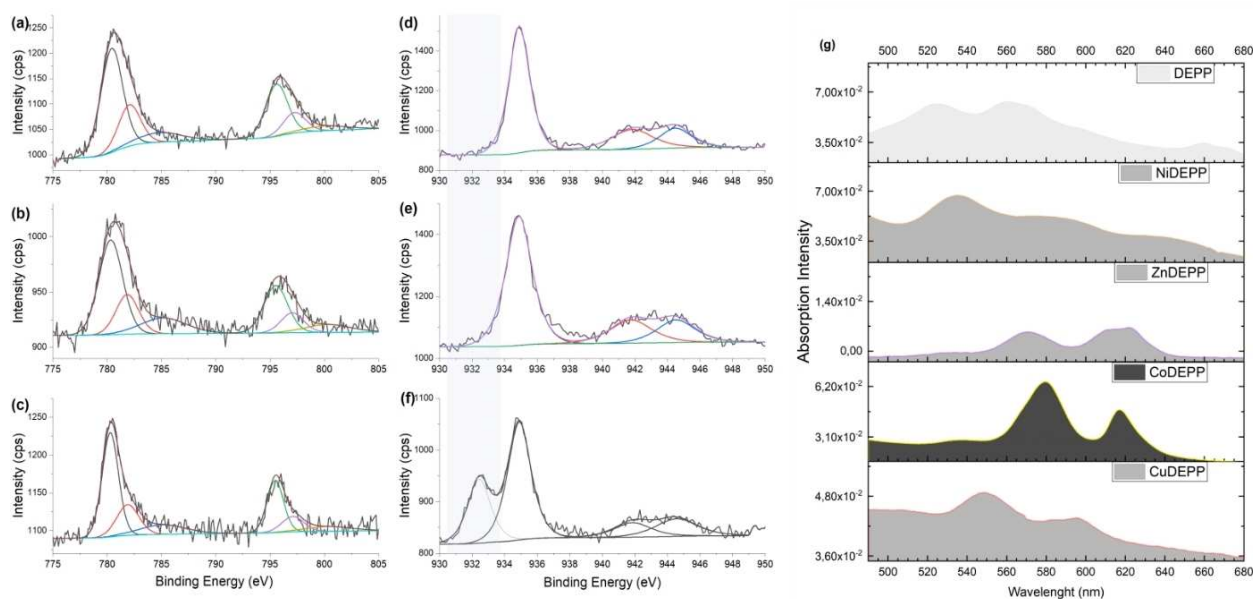 (a)
1250
1200
1150
1100
1050
1000
Intensity (cps)
775 780 785 790 795 800 805
(b)
1000
950
900
Intensity (cps)
775 780 785 790 795 800 805
(c)
1250
1200
1150
1100
Intensity (cps)
775 780 785 790 795 800 805
Binding Energy (eV)
(d)
1400
1200
1000
800
Intensity (cps)
930 932 934 936 938 940 942 944 946 948 950
(e)
1400
1200
1000
Intensity (cps)
930 932 934 936 938 940 942 944 946 948 950
(f)
1100
1000
900
800
Intensity (cps)
930 932 934 936 938 940 942 944 946 948 950
Binding Energy (eV)
(g)
500 520 540 560 580 600 620 640 660 680
DEPP
7,00x10-2
3,50x10-2
NiDEPP
7,00x10-2
3,50x10-2
ZnDEPP
1,40x10-2
0,00
CoDEPP
6,20x10-2
3,10x10-2
CuDEPP
4,80x10-2
3,60x10-2
Absorption Intensity
500 520 540 560 580 600 620 640 660 680
Wavelenght (nm)